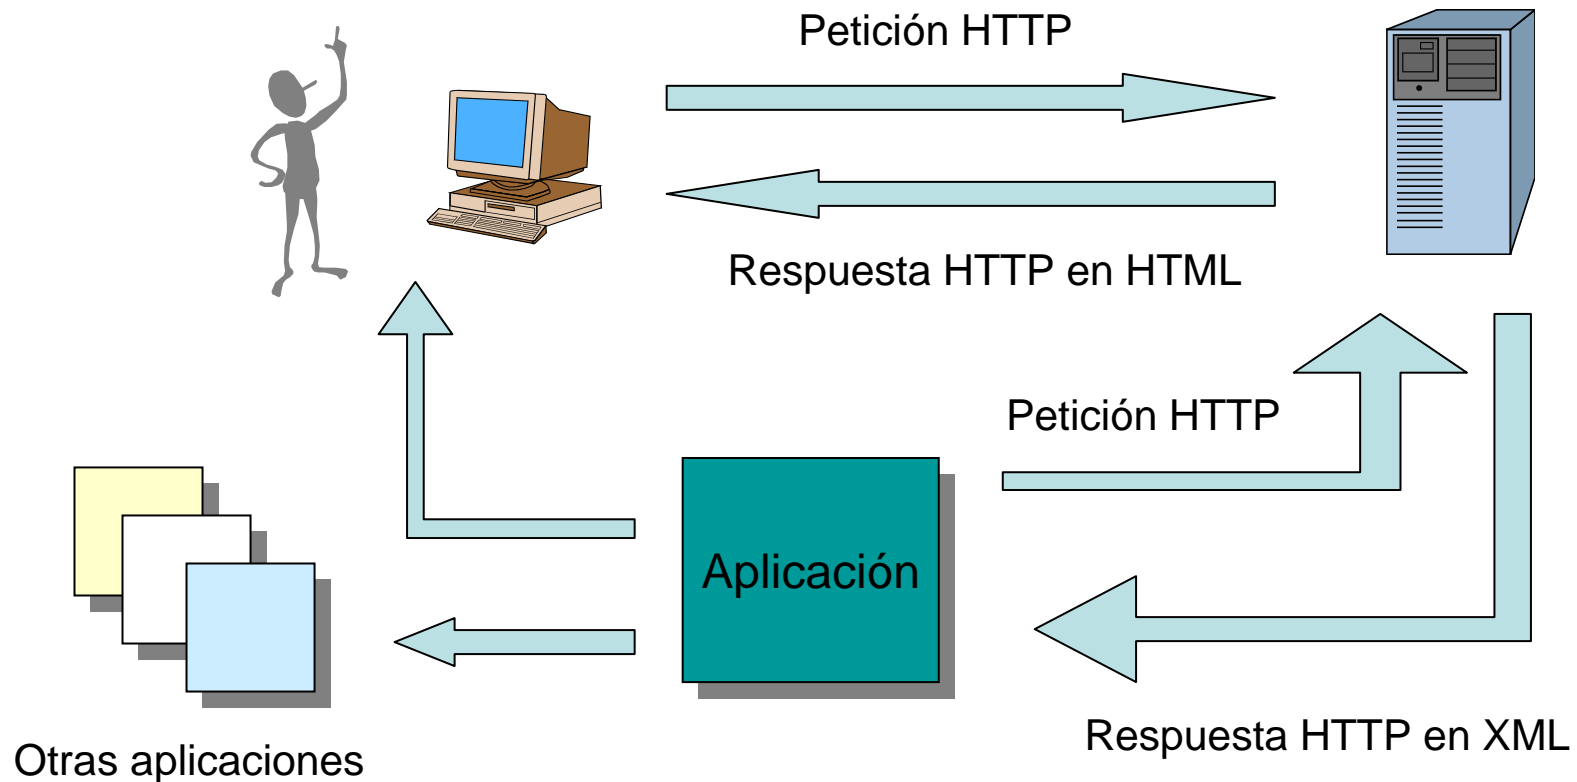 Petición HTTP
Respuesta HTTP en HTML
Petición HTTP
Aplicación
Respuesta HTTP en XML
Otras aplicaciones